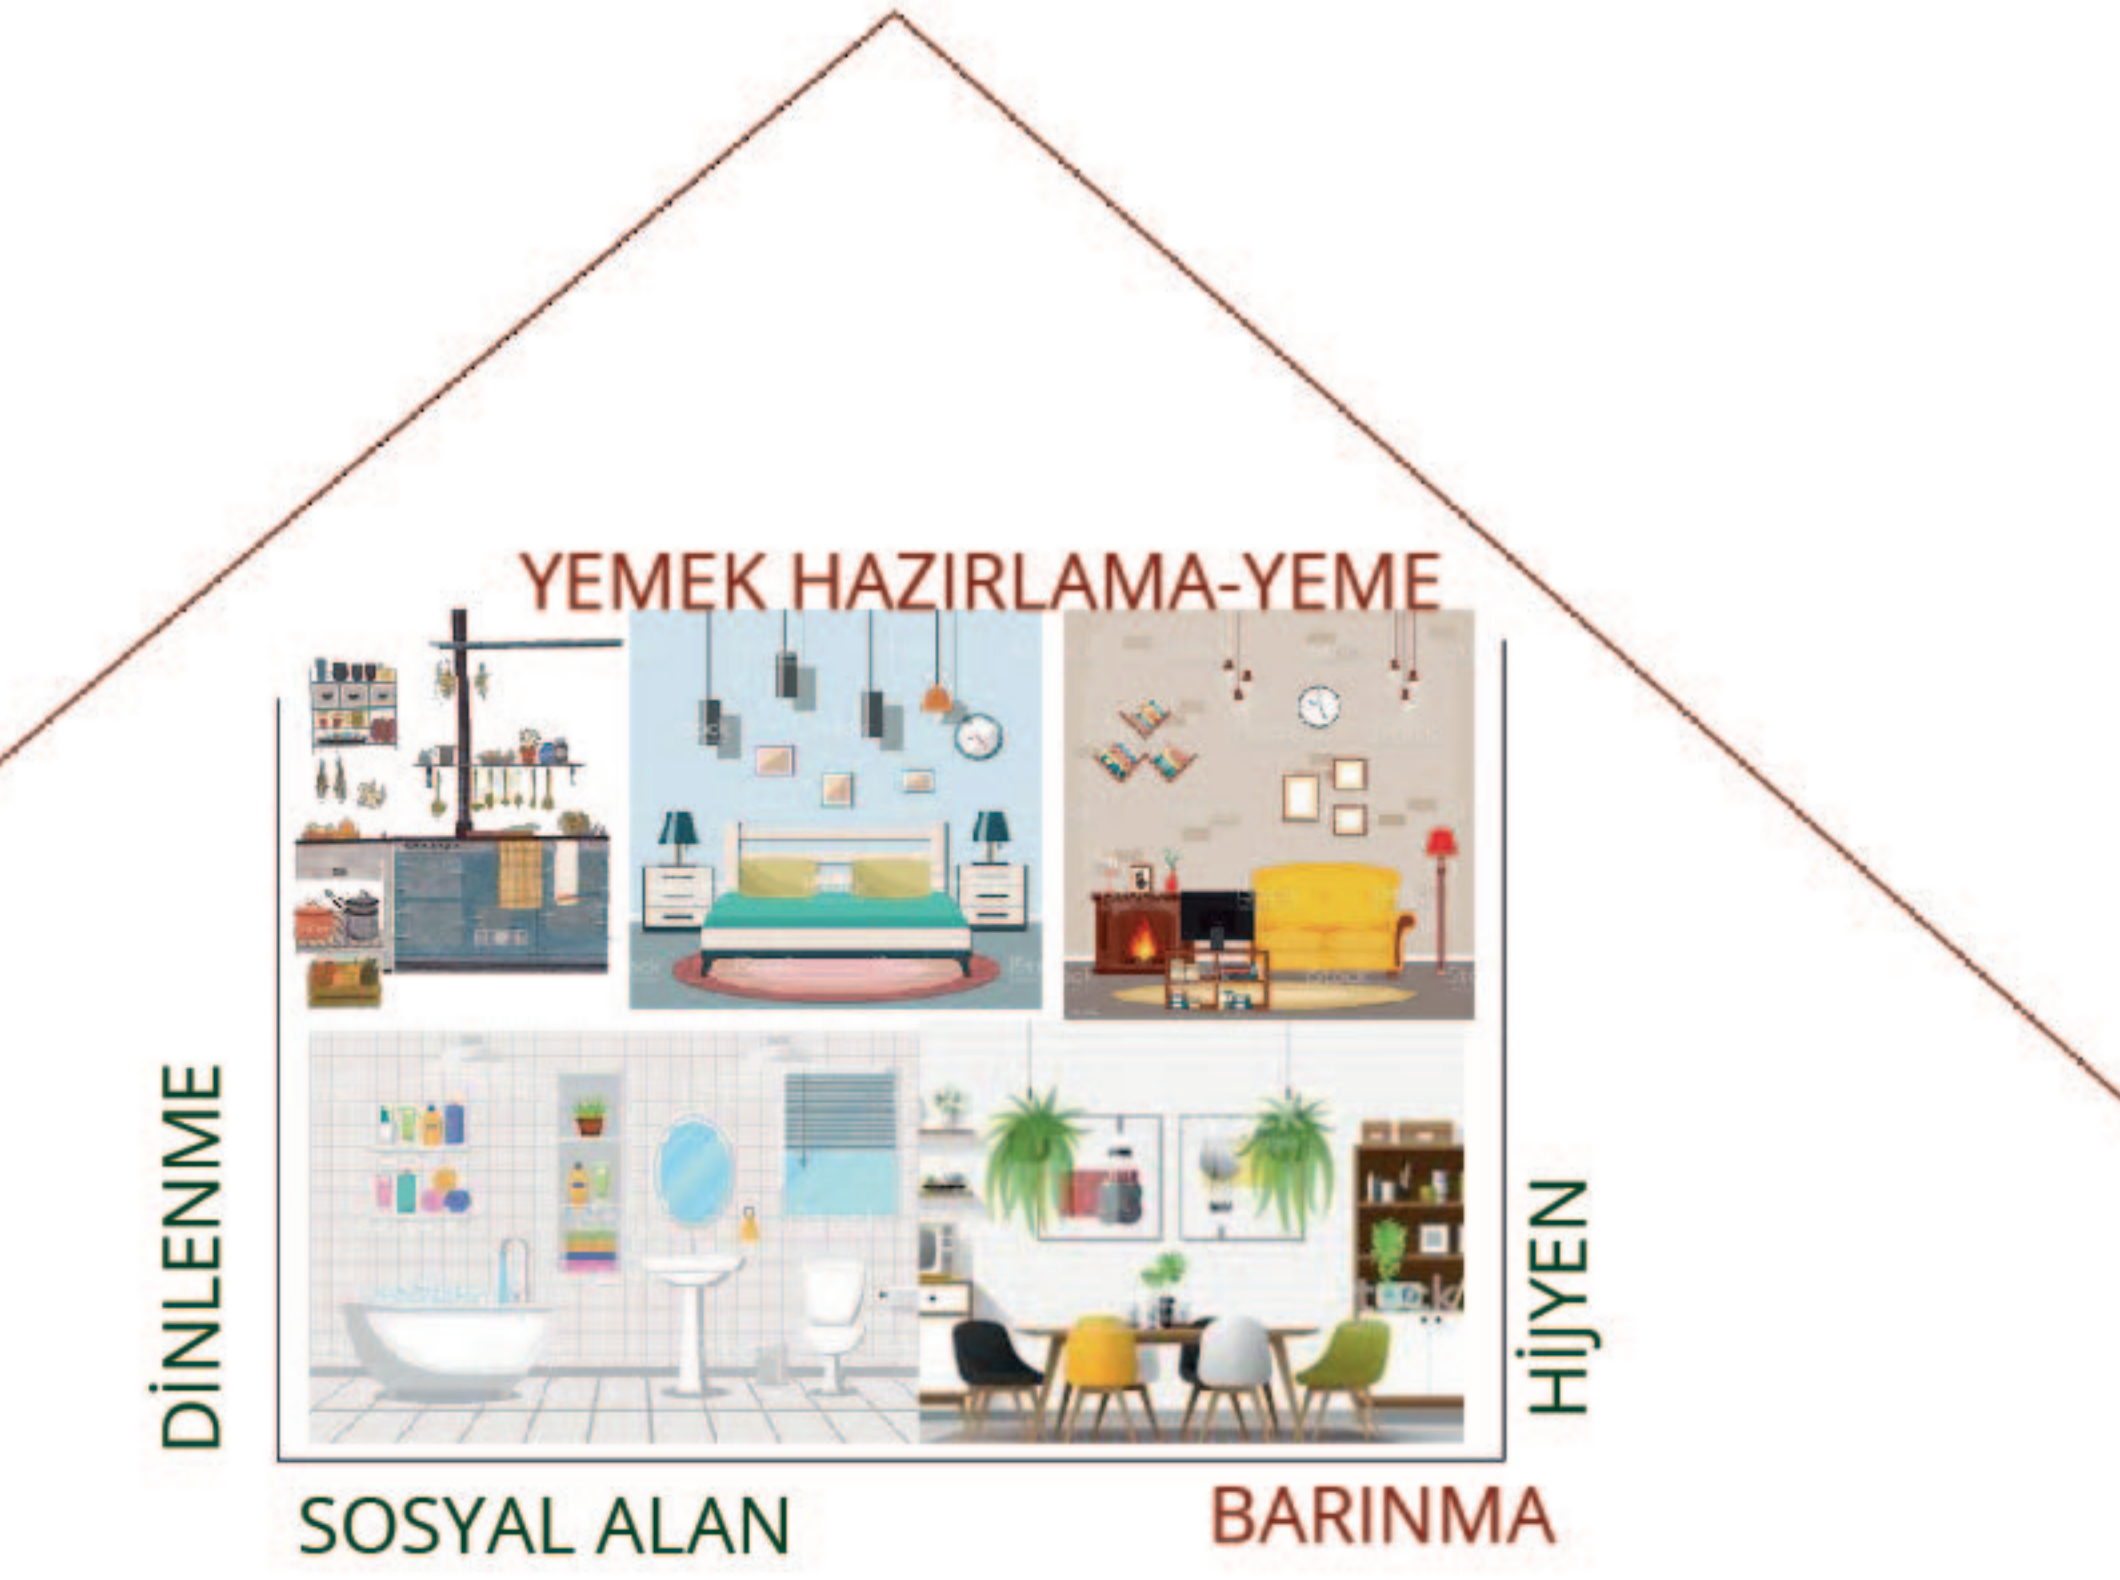 YEMEK HAZIRLAMA-YEME
DİNLENME
HİJYEN
SOSYAL ALAN
BARINMA